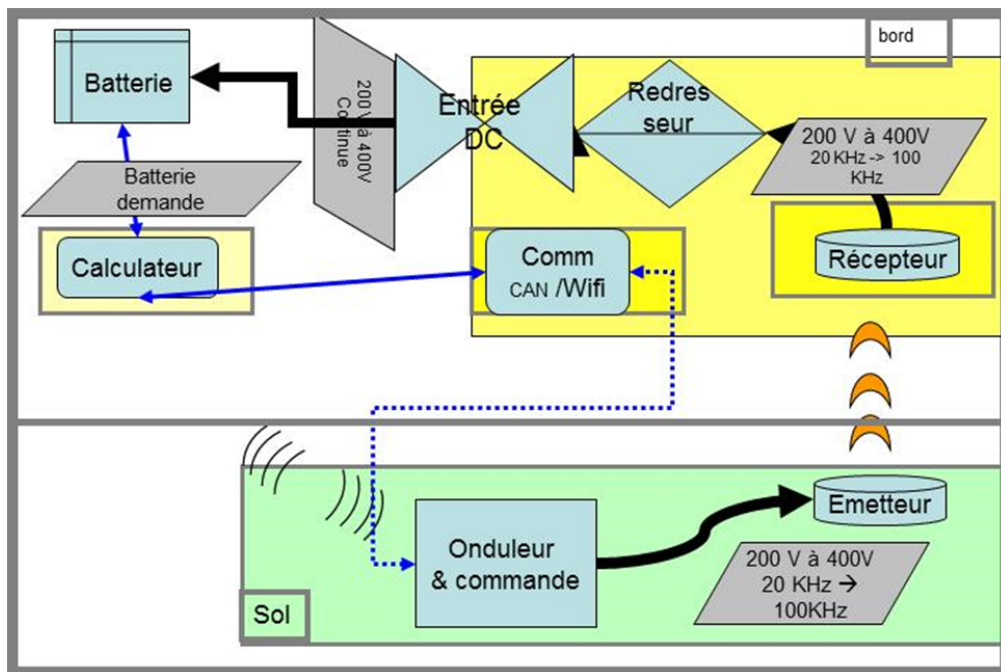 bord
Batterie
200 V à 400V
Continue
Entrée
DC
Redres
seur
200 V à 400V
20 KHz -> 100
KHz
Batterie
demande
Calculateur
Comm
CAN /Wifi
Récepteur
Emetteur
Onduleur
& commande
200 V à 400V
20 KHz →
100KHz
Sol